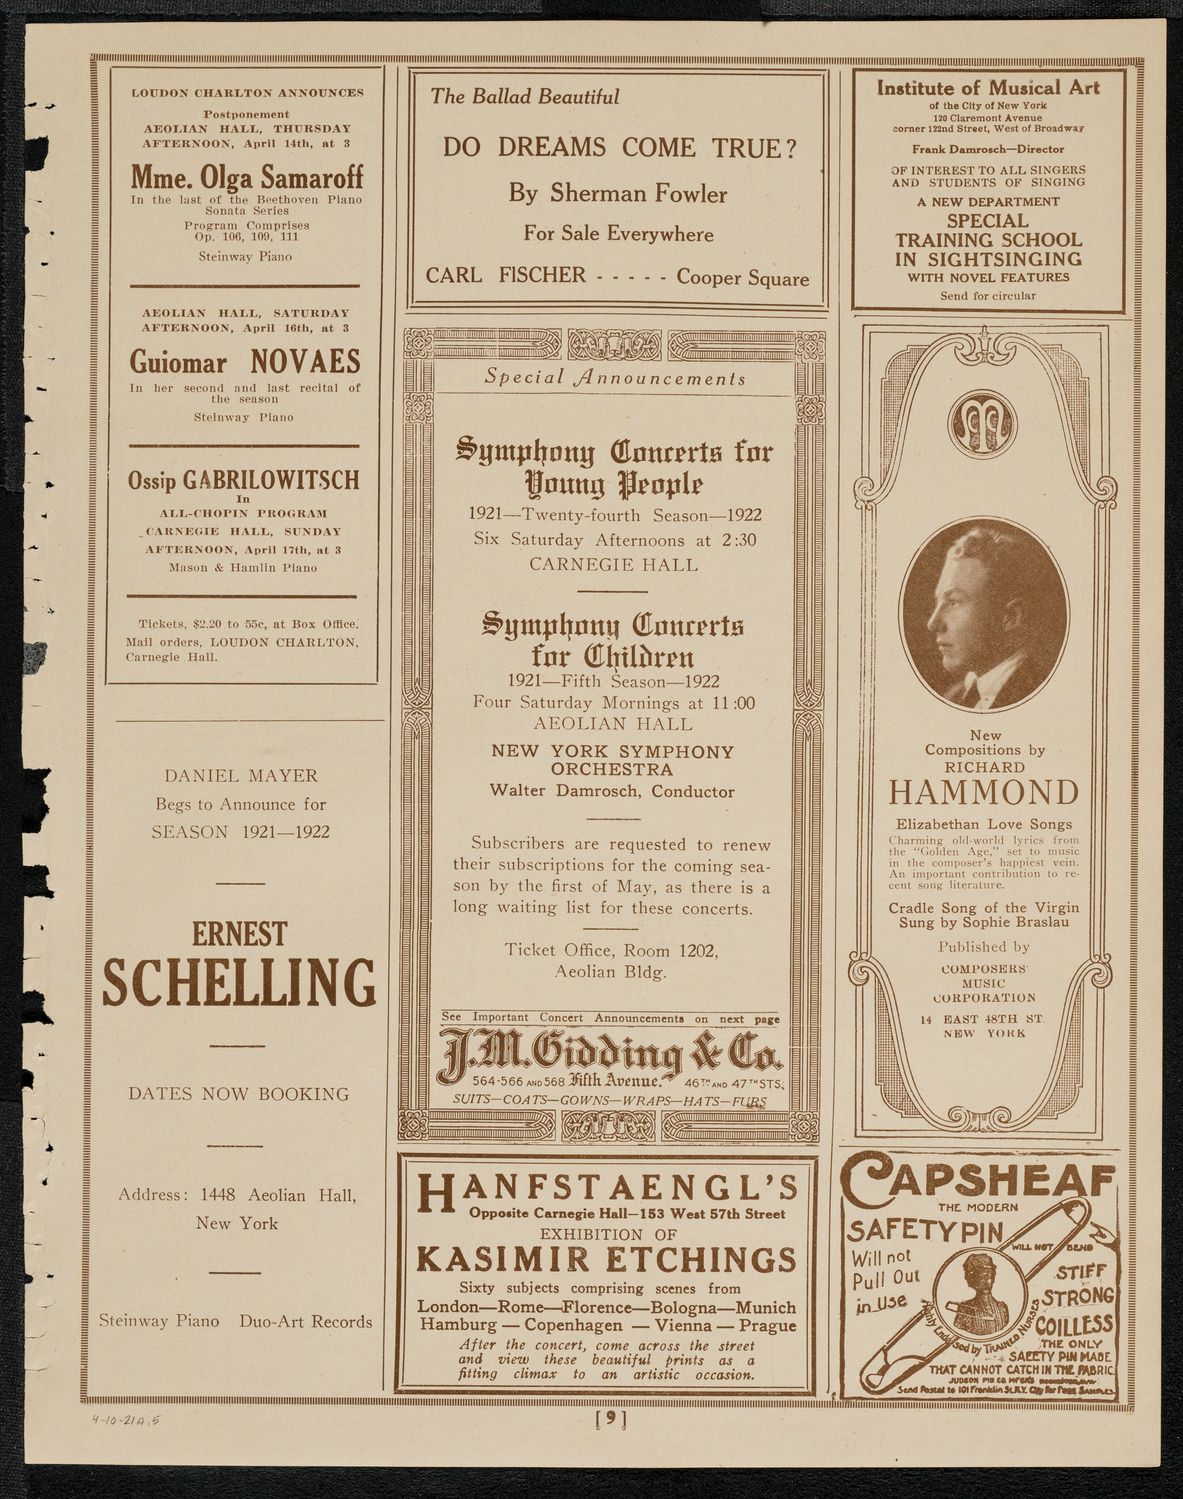 LOUDON CHARLTON ANNOUNCES
Postponement
AEOLIAN HALL, THURSDAY
AFTERNOON, April 14th, at 3
Mme. Olga Samaroff
In the last of the Beethoven Piano
Sonata Series
Program Comprises
Op. 106, 109, 111
Steinway Piano
AEOLIAN HALL, SATURDAY
AFTERNOON, April 16th, at 3
Guiomar NOVAES
In her second and last recital of
the season
Steinway Piano
Ossip GABRILOWITSCH
In
ALL-CHOPIN PROGRAM
CARNEGIE HALL, SUNDAY
AFTERNOON, April 17th, at 3
Mason & Hamlin Piano
Tickets, $2.20 to 55c, at Box Office.
Mail orders, LOUDON CHARLTON,
Carnegie Hall.
DANIEL MAYER
Begs to Announce for
SEASON 1921—1922
ERNEST
SCHELLING
DATES NOW BOOKING
Address: 1448 Aeolian Hall,
New York
Steinway Piano Duo-Art Records
The Ballad Beautiful
DO DREAMS COME TRUE?
By Sherman Fowler
For Sale Everywhere
CARL FISCHER - - - - - Cooper Square
Special Announcements
Symphony Concerts for
Young People
1921—Twenty-fourth Season—1922
Six Saturday Afternoons at 2:30
CARNEGIE HALL
Symphony Concerts
for Children
1921—Fifth Season—1922
Four Saturday Mornings at 11:00
AEOLIAN HALL
NEW YORK SYMPHONY
ORCHESTRA
Walter Damrosch, Conductor
Subscribers are requested to renew
their subscriptions for the coming sea-
son by the first of May, as there is a
long waiting list for these concerts.
Ticket Office, Room 1202,
Aeolian Bldg.
See Important Concert Announcements on next page
J.M. Gidding & Co.
564-566 AND 568 Fifth Avenue. 46TH AND 47TH STS.
SUITS—COATS—GOWNS—WRAPS—HATS—FURS
HANFSTAENGL'S
Opposite Carnegie Hall—153 West 57th Street
EXHIBITION OF
KASIMIR ETCHINGS
Sixty subjects comprising scenes from
London—Rome—Florence—Bologna—Munich
Hamburg — Copenhagen — Vienna — Prague
After the concert, come across the street
and view these beautiful prints as a
fitting climax to an artistic occasion.
Institute of Musical Art
of the City of New York
120 Claremont Avenue
corner 122nd Street, West of Broadway
Frank Damrosch—Director
OF INTEREST TO ALL SINGERS
AND STUDENTS OF SINGING
A NEW DEPARTMENT
SPECIAL
TRAINING SCHOOL
IN SIGHTSINGING
WITH NOVEL FEATURES
Send for circular
New
Compositions by
RICHARD
HAMMOND
Elizabethan Love Songs
Charming old-world lyrics from
the "Golden Age," set to music
in the composer's happiest vein.
An important contribution to re-
cent song literature.
Cradle Song of the Virgin
Sung by Sophie Braslau
Published by
COMPOSERS'
MUSIC
CORPORATION
14 EAST 48TH ST.
NEW YORK
CAPSHEAF
THE MODERN
SAFETY PIN
WILL NOT BEND
Will not
Pull Out
in Use
STIFF
STRONG
COILLESS
Highly Endorsed by TRAINED NURSES
THE ONLY
SAFETY PIN MADE
THAT CANNOT CATCH IN THE FABRIC.
JUDSON PIN CO. MFGRS
Send Postal to 101 Franklin St. N.Y. City For Free SAMPLES.
4-10-21A.5
[9]